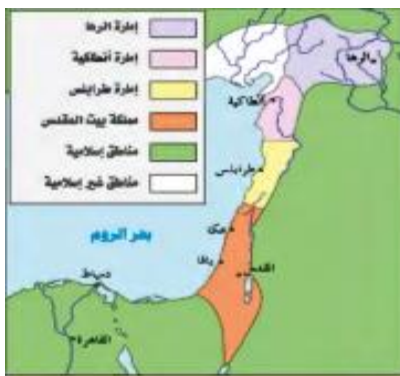 إمارة الرها
إمارة أنطاكية
إمارة طرابلس
مملكة بيت المقدس
مناطق إسلامية
مناطق غير إسلامية
الرها
أنطاكية
طرابلس
عكا
يافا
القدس
بحر الروم
دمياط
القاهرة